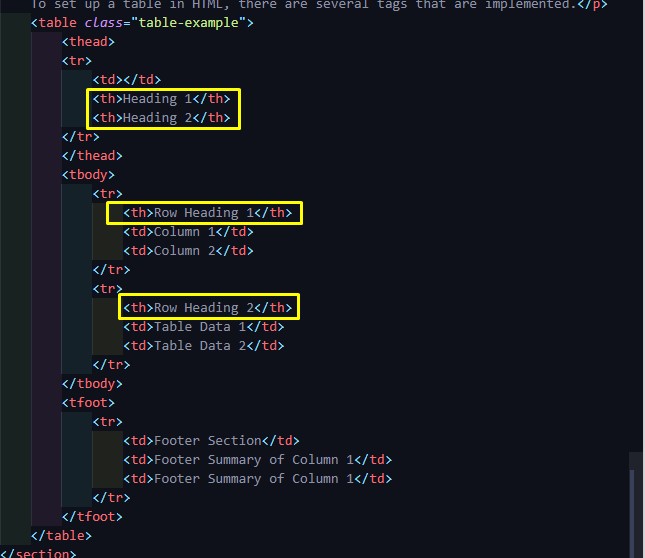 To set up a table in HTML, there are several tags that are implemented.</p>
<table class="table-example">
<thead>
<tr>
<td></td>
<th>Heading 1</th>
<th>Heading 2</th>
</tr>
</thead>
<tbody>
<tr>
<th>Row Heading 1</th>
<td>Column 1</td>
<td>Column 2</td>
</tr>
<tr>
<th>Row Heading 2</th>
<td>Table Data 1</td>
<td>Table Data 2</td>
</tr>
</tbody>
<tfoot>
<tr>
<td>Footer Section</td>
<td>Footer Summary of Column 1</td>
<td>Footer Summary of Column 1</td>
</tr>
</tfoot>
</table>
</section>